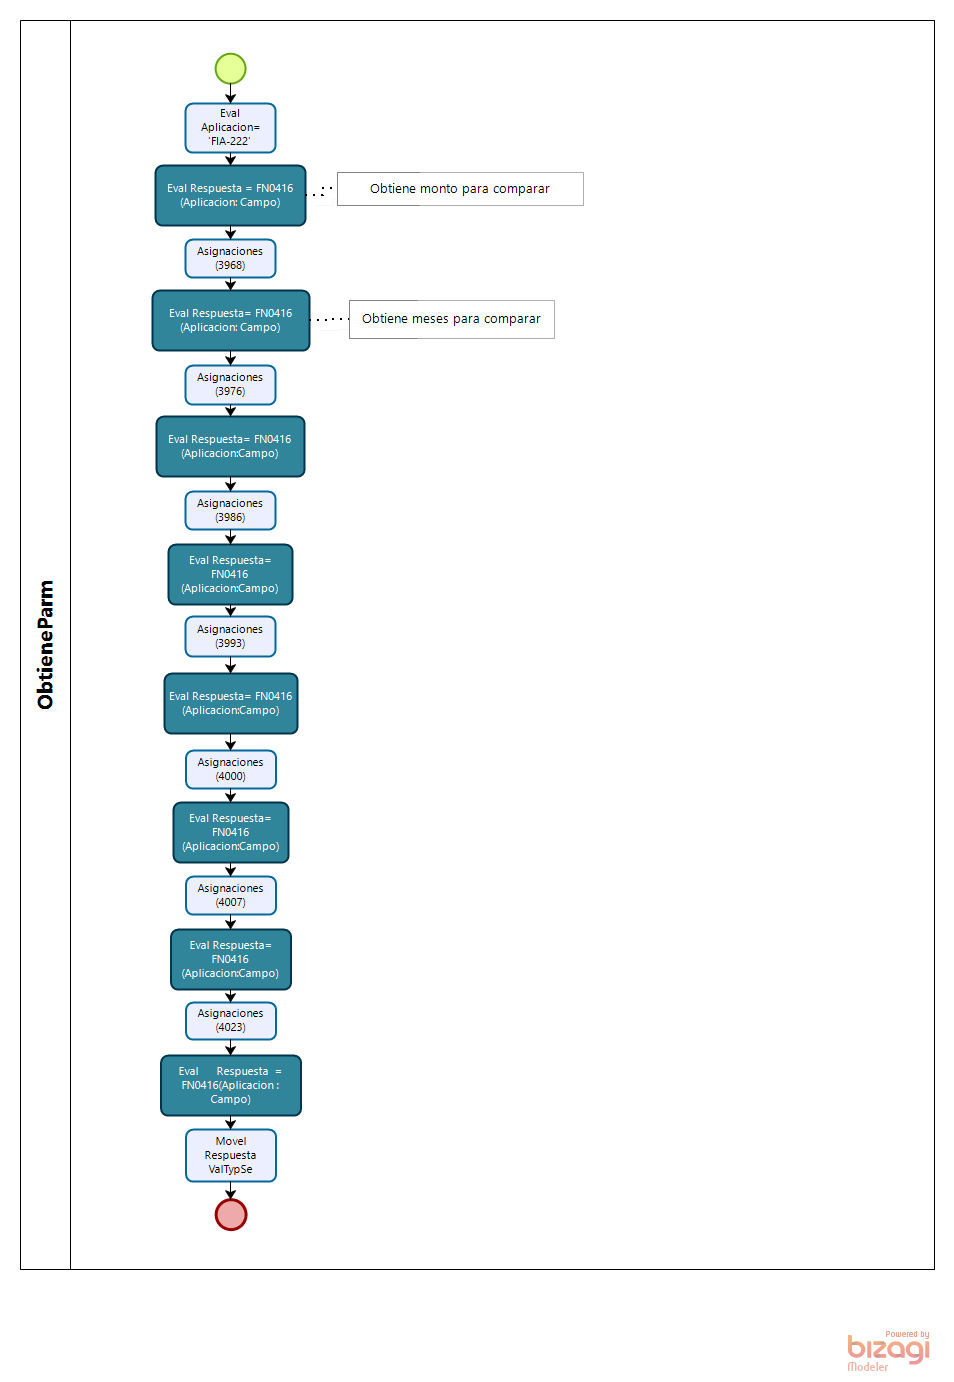 ObtieneParm
Eval
Aplicacion=
'FIA-222'
Eval Respuesta = FN0416
(Aplicacion: Campo)
Obtiene monto para comparar
Asignaciones
(3968)
Eval Respuesta= FN0416
(Aplicacion: Campo)
Obtiene meses para comparar
Asignaciones
(3976)
Eval Respuesta= FN0416
(Aplicacion:Campo)
Asignaciones
(3986)
Eval Respuesta=
FN0416
(Aplicacion:Campo)
Asignaciones
(3993)
Eval Respuesta= FN0416
(Aplicacion:Campo)
Asignaciones
(4000)
Eval Respuesta=
FN0416
(Aplicacion:Campo)
Asignaciones
(4007)
Eval Respuesta=
FN0416
(Aplicacion:Campo)
Asignaciones
(4023)
Eval Respuesta =
FN0416(Aplicacion :
Campo)
Movel
Respuesta
ValTypSe
Powered by
bizagi
Modeler